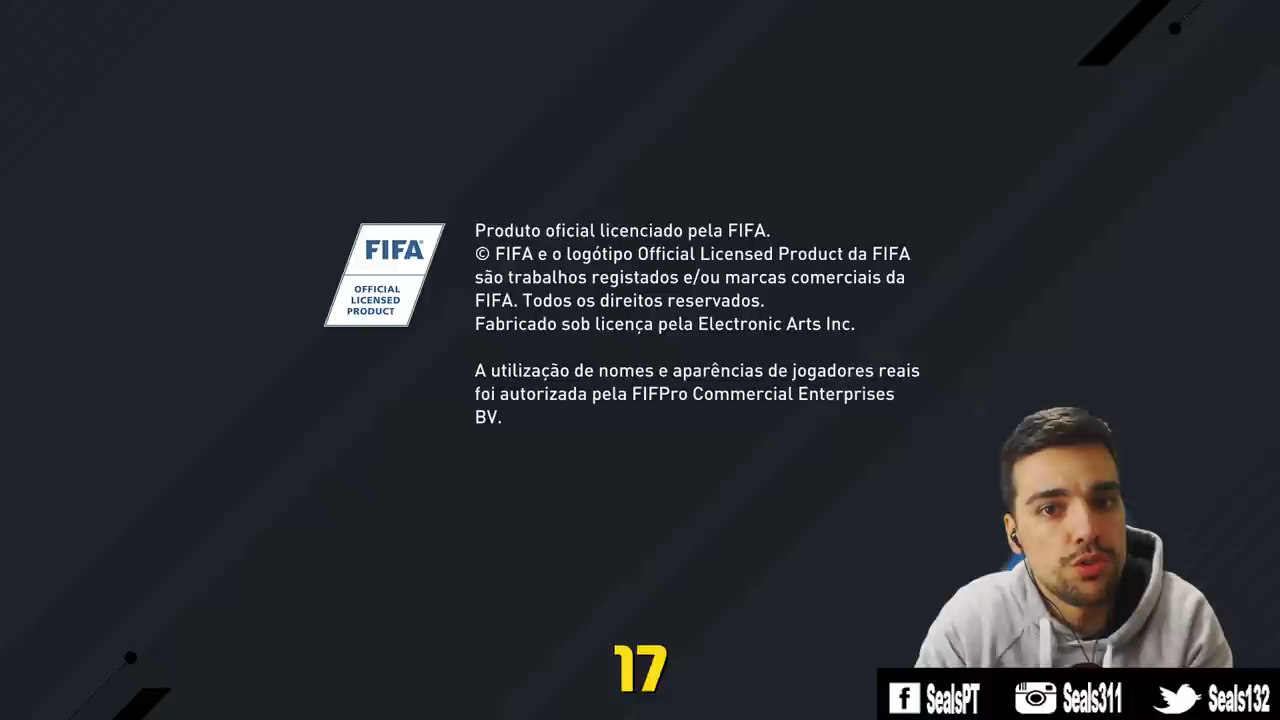 FIFA
OFFICIAL
LICENSED
PRODUCT
Produto oficial licenciado pela FIFA.
© FIFA e o logótipo Official Licensed Product da FIFA
são trabalhos registados e/ou marcas comerciais da
FIFA. Todos os direitos reservados.
Fabricado sob licença pela Electronic Arts Inc.
A utilização de nomes e aparências de jogadores reais
foi autorizada pela FIFPro Commercial Enterprises
BV.
17
SealsPT Seals311 Seals132